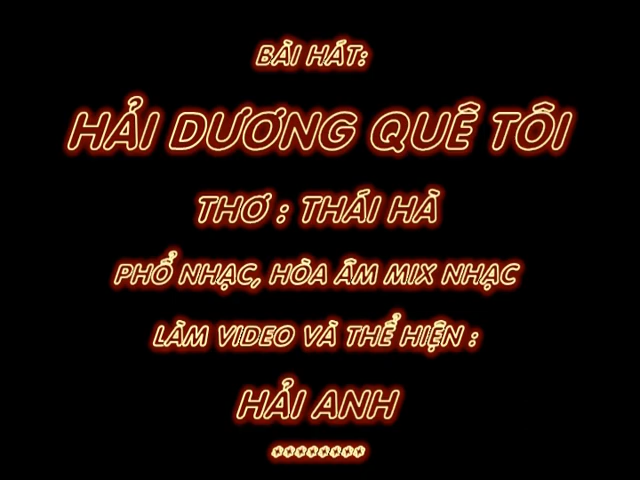 BÀI HÁT:
HẢI DƯƠNG QUÊ TÔI
THƠ : THÁI HÀ
PHỔ NHẠC, HÒA ÂM MIX NHẠC
LÀM VIDEO VÀ THỂ HIỆN :
HẢI ANH
********